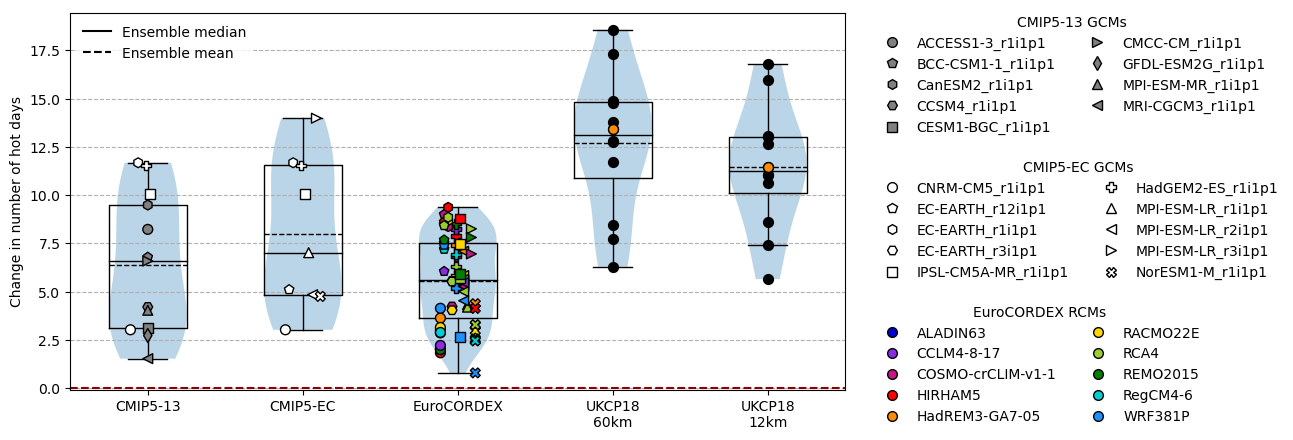 Ensemble median
Ensemble mean
Change in number of hot days
17.5
15.0
12.5
10.0
7.5
5.0
2.5
0.0
CMIP5-13
CMIP5-EC
EuroCORDEX
UKCP18
60km
UKCP18
12km
CMIP5-13 GCMs
ACCESS1-3_r1i1p1
BCC-CSM1-1_r1i1p1
CanESM2_r1i1p1
CCSM4_r1i1p1
CESM1-BGC_r1i1p1
CMCC-CM_r1i1p1
GFDL-ESM2G_r1i1p1
MPI-ESM-MR_r1i1p1
MRI-CGCM3_r1i1p1
CMIP5-EC GCMs
CNRM-CM5_r1i1p1
EC-EARTH_r12i1p1
EC-EARTH_r1i1p1
EC-EARTH_r3i1p1
IPSL-CM5A-MR_r1i1p1
HadGEM2-ES_r1i1p1
MPI-ESM-LR_r1i1p1
MPI-ESM-LR_r2i1p1
MPI-ESM-LR_r3i1p1
NorESM1-M_r1i1p1
EuroCORDEX RCMs
ALADIN63
CCLM4-8-17
COSMO-crCLIM-v1-1
HIRHAM5
HadREM3-GA7-05
RACMO22E
RCA4
REMO2015
RegCM4-6
WRF381P